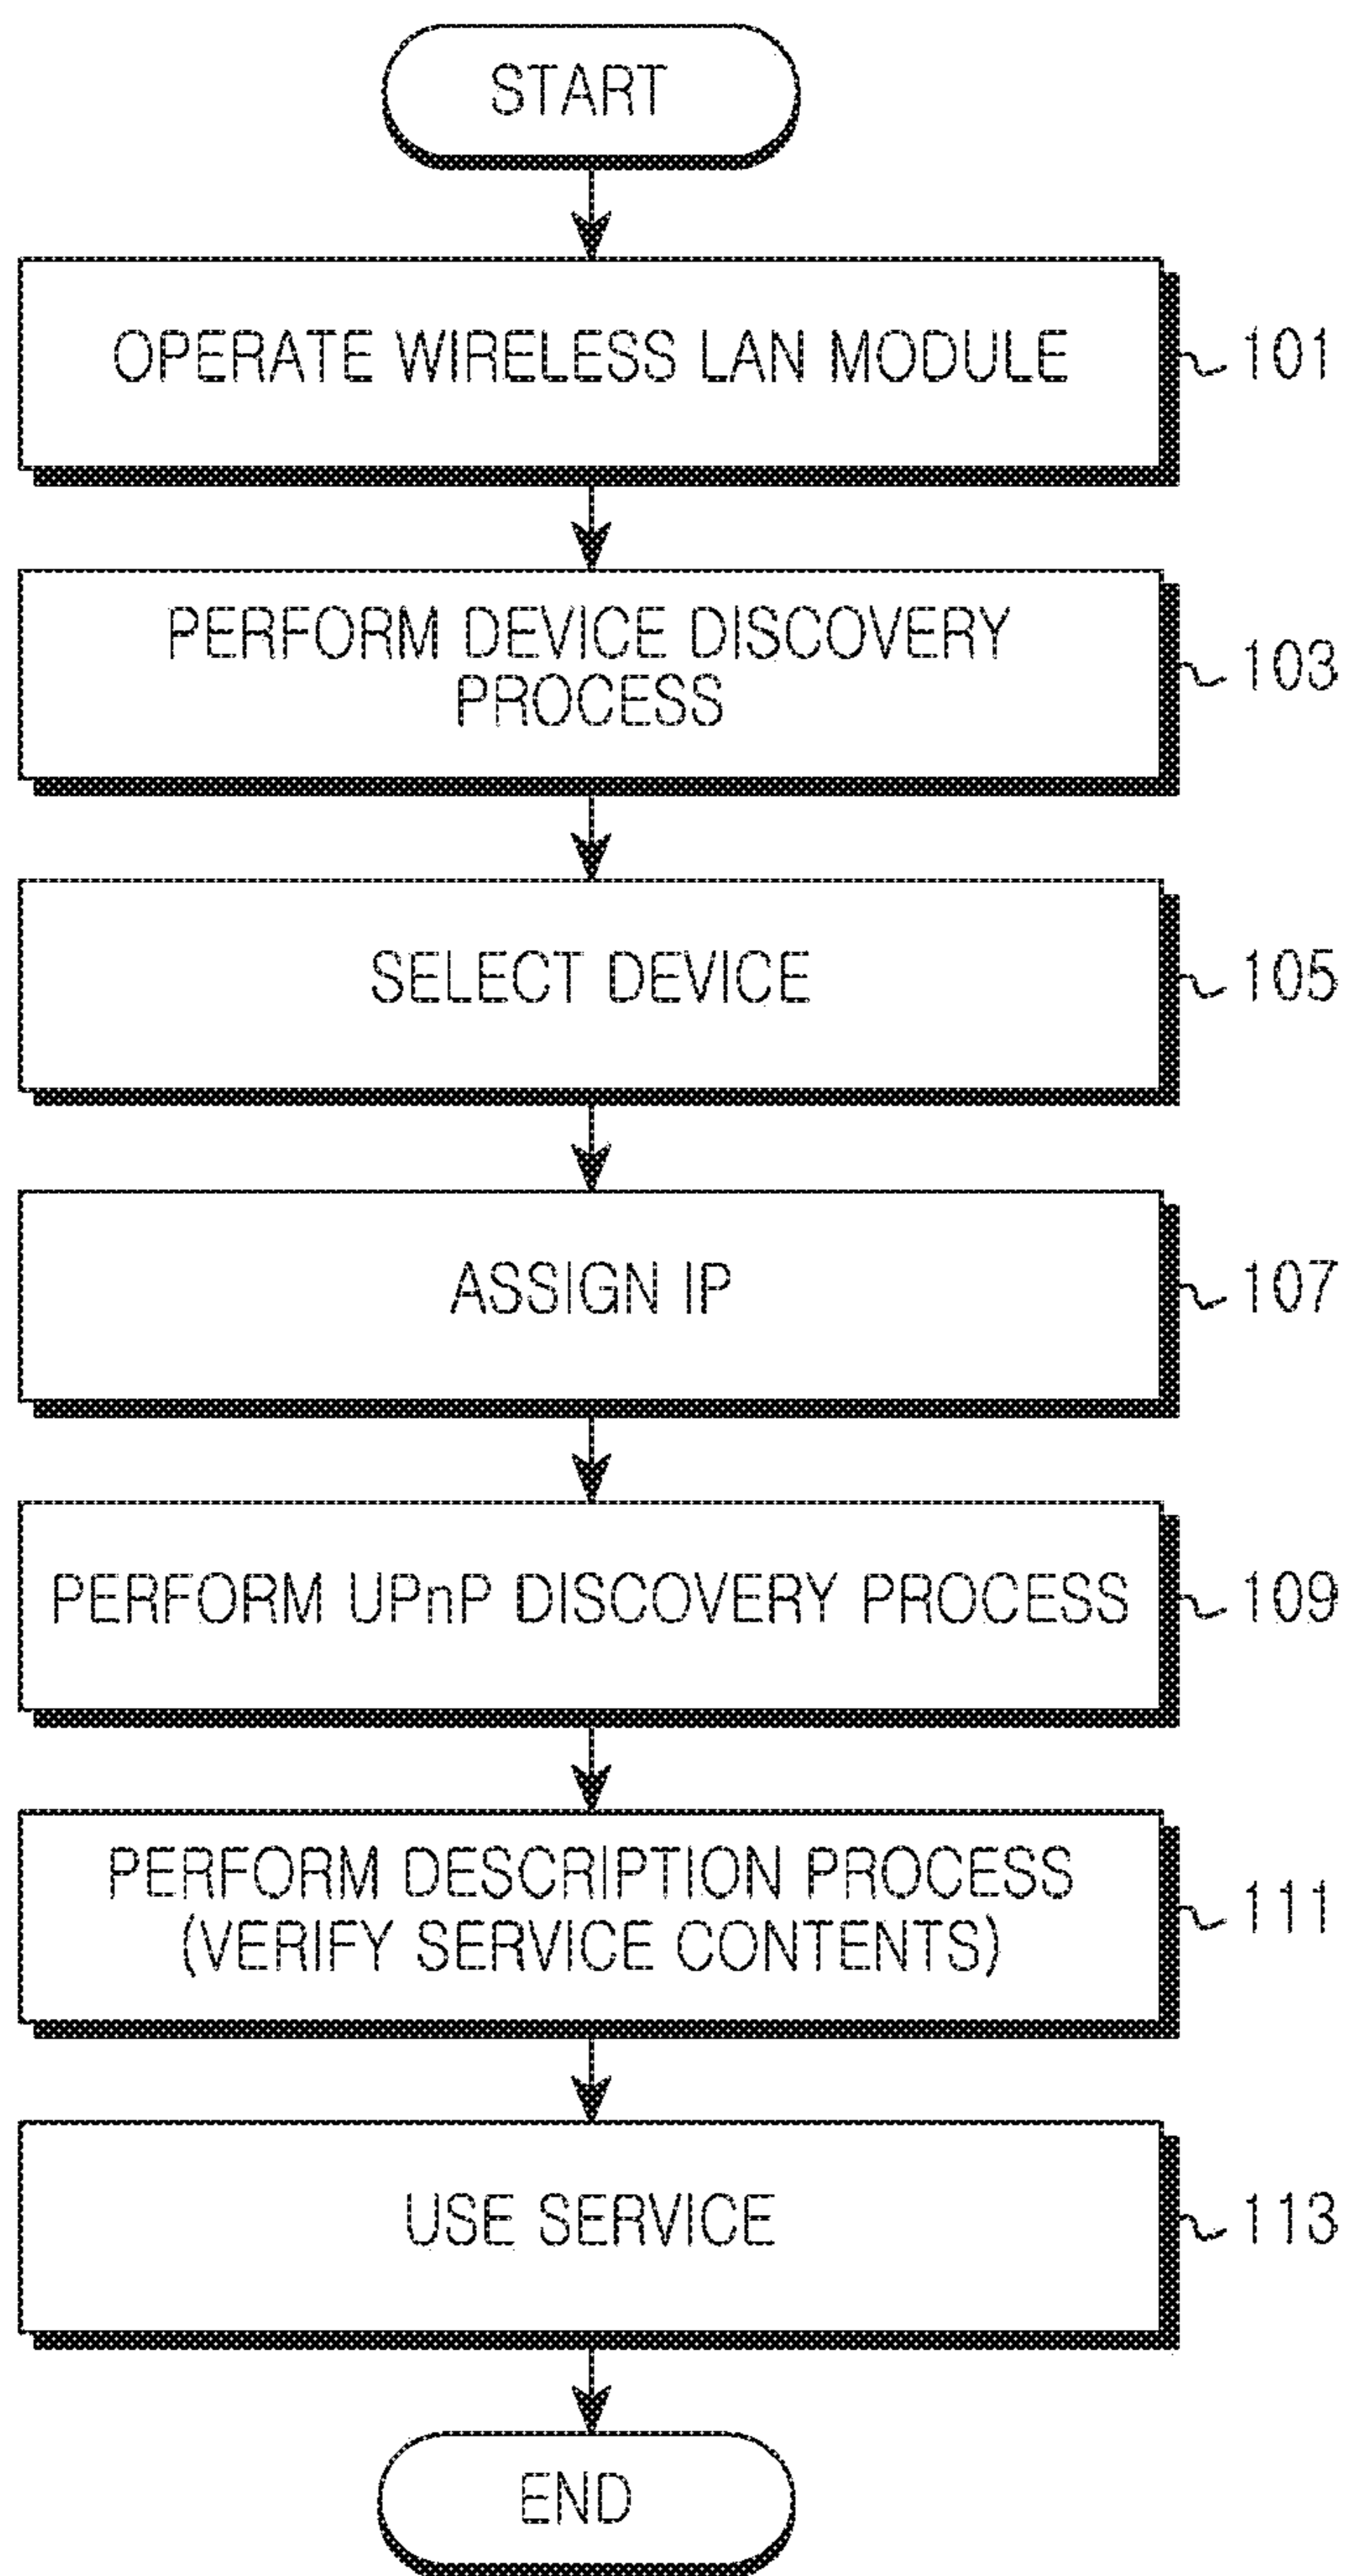 START
OPERATE WIRELESS LAN MODULE
101
PERFORM DEVICE DISCOVERY
PROCESS
103
SELECT DEVICE
105
ASSIGN IP
107
PERFORM UPnP DISCOVERY PROCESS
109
PERFORM DESCRIPTION PROCESS
(VERIFY SERVICE CONTENTS)
111
USE SERVICE
113
END